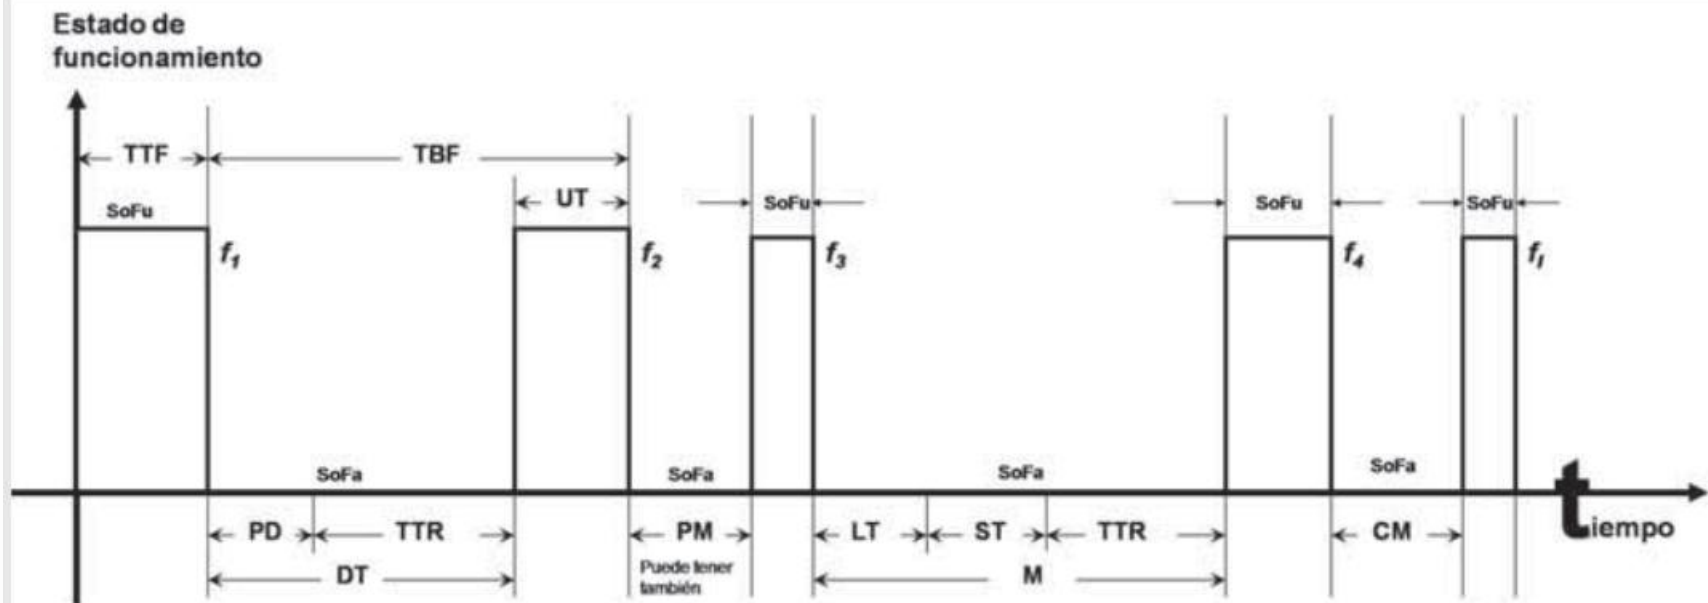 Estado de
funcionamiento
TTF
TBF
SoFu
UT
SoFu
SoFu
SoFu
f1
f2
f3
f4
fI
SoFa
SoFa
SoFa
SoFa
tiempo
PD
TTR
PM
LT
ST
TTR
CM
DT
Puede tener
también
M